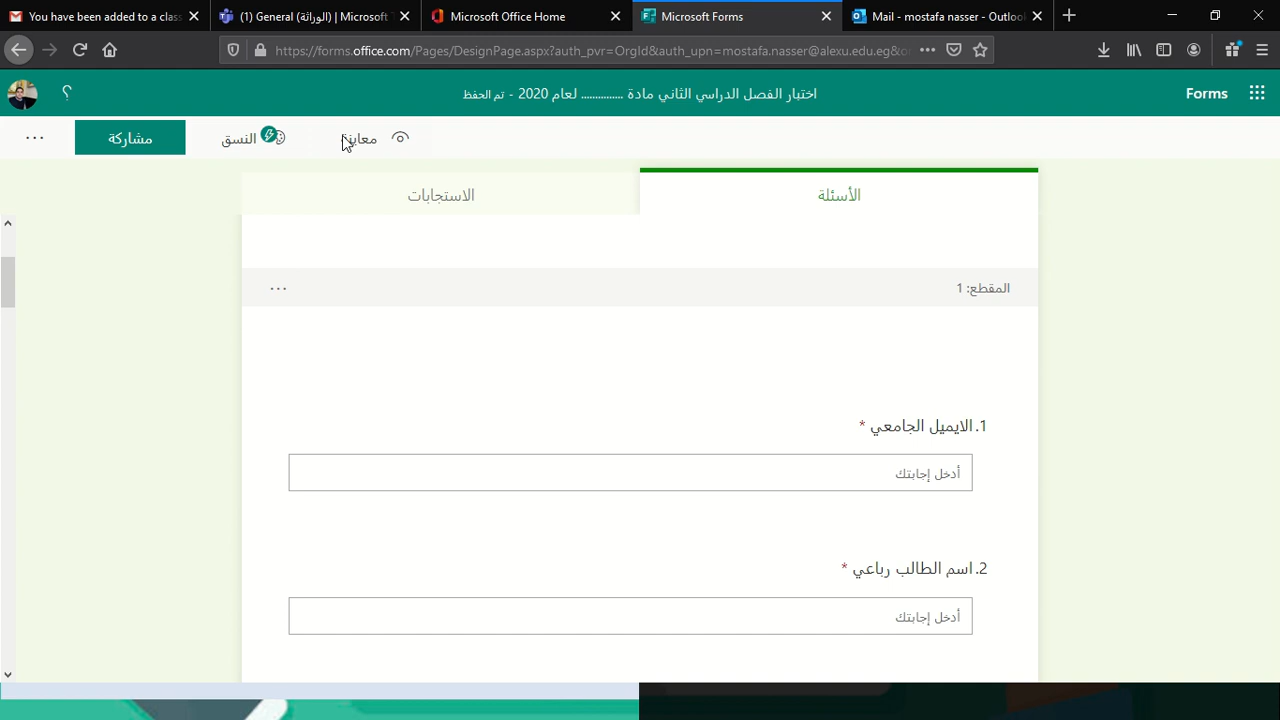 You have been added to a class
(1) General (الوراثة) | Microsoft T
Microsoft Office Home
Microsoft Forms
Mail - mostafa nasser - Outlook
https://forms.office.com/Pages/DesignPage.aspx?auth_pvr=OrgId&auth_upn=mostafa.nasser@alexu.edu.eg&o
Forms
اختبار الفصل الدراسي الثاني مادة ............... لعام 2020 - تم الحفظ
؟
معاينة
النسق
مشاركة
الأسئلة
الاستجابات
المقطع: 1
1. الايميل الجامعي *
أدخل إجابتك
2. اسم الطالب رباعي *
أدخل إجابتك